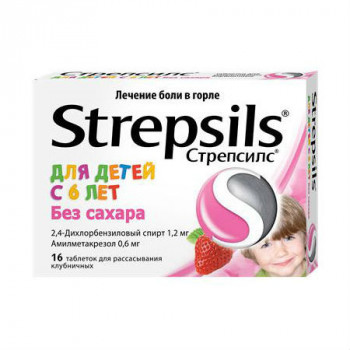 Лечение боли в горле
Strepsils®
Стрепсилс®
ДЛЯ ДЕТЕЙ
С 6 ЛЕТ
Без сахара
2,4-Дихлорбензиловый спирт 1,2 мг
Амилметакрезол 0,6 мг
16 таблеток для рассасывания
клубничных